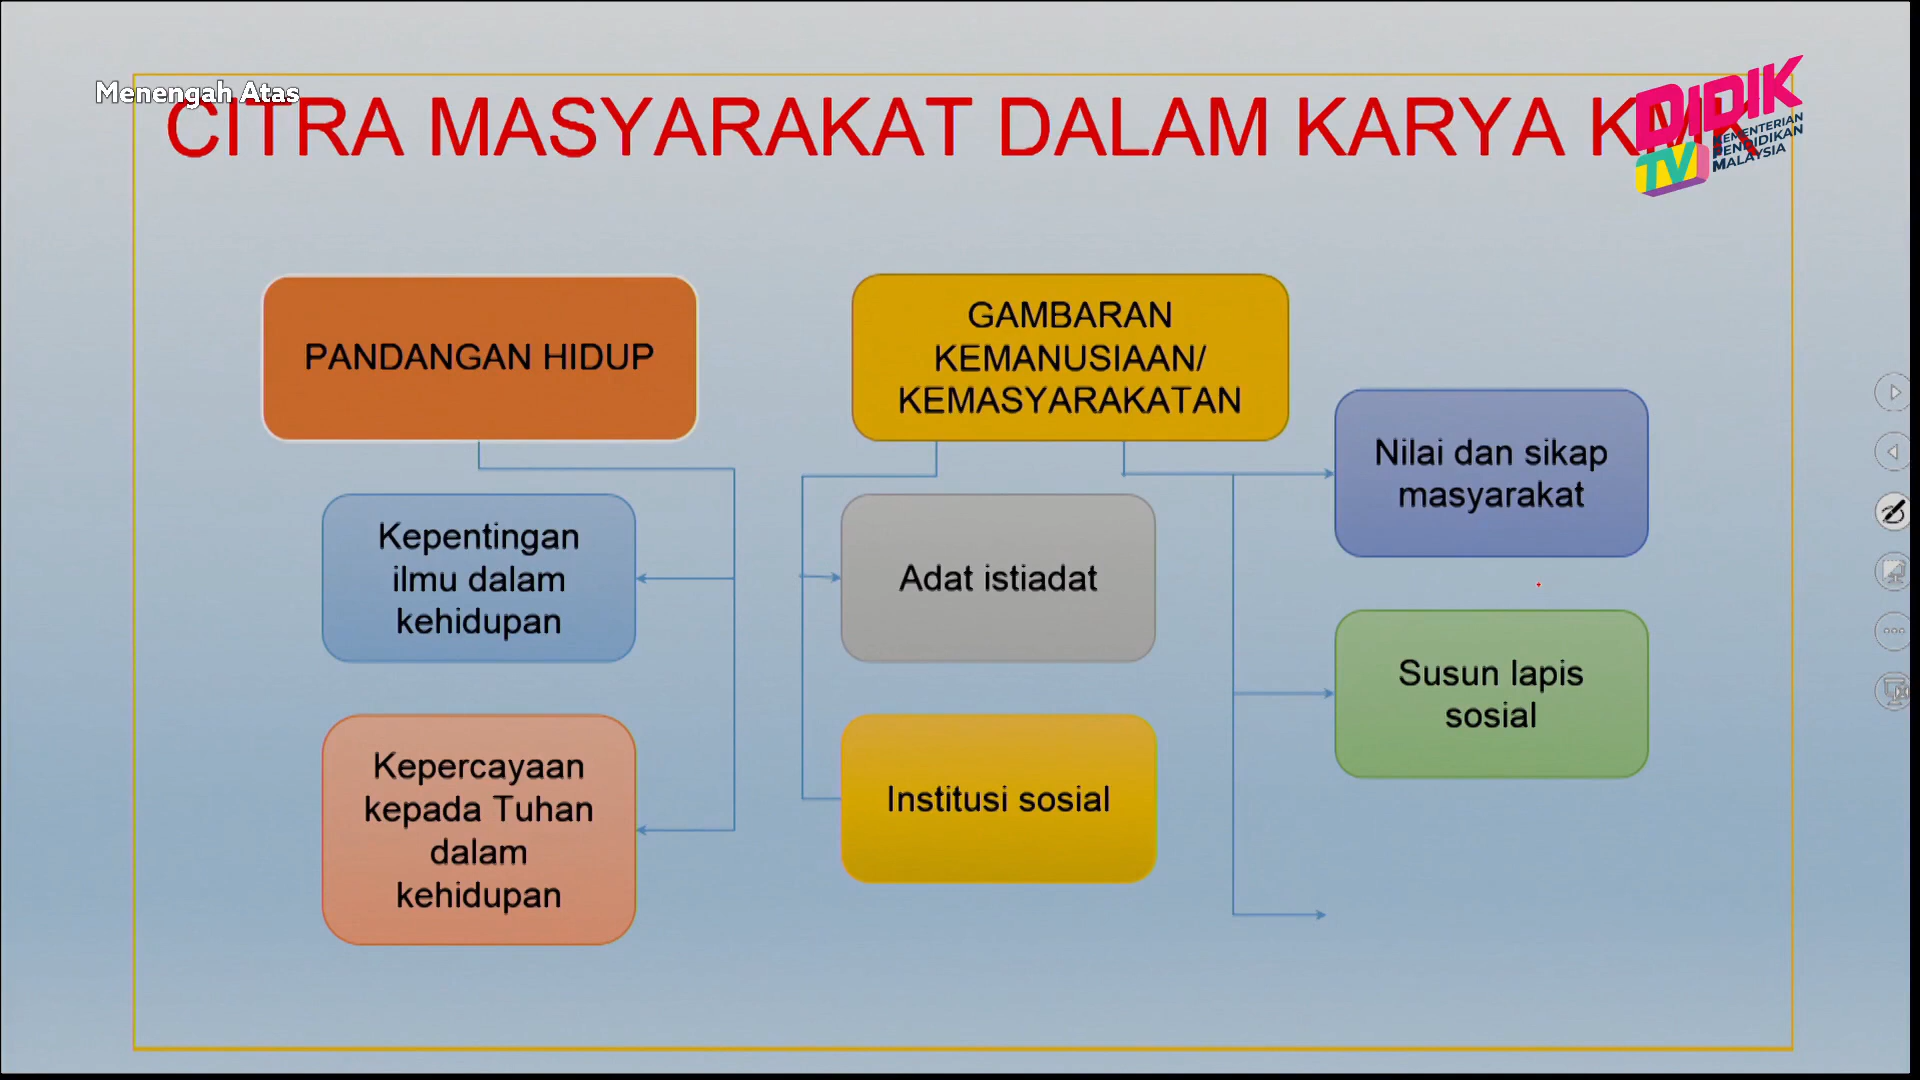 Menengah Atas
CITRA MASYARAKAT DALAM KARYA
DIDIK
TV
KEMENTERIAN
PENDIDIKAN
MALAYSIA
PANDANGAN HIDUP
Kepentingan
ilmu dalam
kehidupan
Kepercayaan
kepada Tuhan
dalam
kehidupan
GAMBARAN
KEMANUSIAAN/
KEMASYARAKATAN
Adat istiadat
Institusi sosial
Nilai dan sikap
masyarakat
Susun lapis
sosial